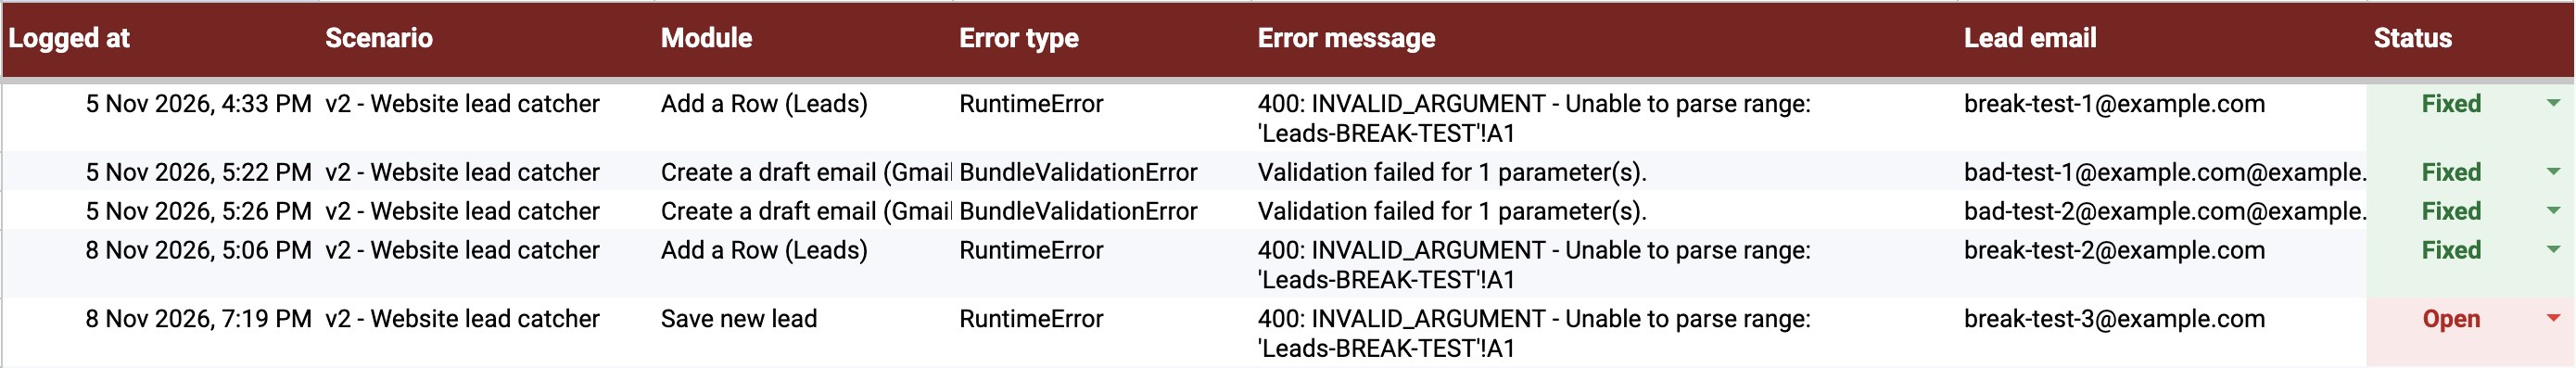 Logged at Scenario Module Error type Error message Lead email Status
5 Nov 2026, 4:33 PM v2 - Website lead catcher Add a Row (Leads) RuntimeError 400: INVALID_ARGUMENT - Unable to parse range: break-test-1@example.com Fixed
'Leads-BREAK-TEST'!A1
5 Nov 2026, 5:22 PM v2 - Website lead catcher Create a draft email (Gmail BundleValidationError Validation failed for 1 parameter(s). bad-test-1@example.com@example. Fixed
5 Nov 2026, 5:26 PM v2 - Website lead catcher Create a draft email (Gmail BundleValidationError Validation failed for 1 parameter(s). bad-test-2@example.com@example. Fixed
8 Nov 2026, 5:06 PM v2 - Website lead catcher Add a Row (Leads) RuntimeError 400: INVALID_ARGUMENT - Unable to parse range: break-test-2@example.com Fixed
'Leads-BREAK-TEST'!A1
8 Nov 2026, 7:19 PM v2 - Website lead catcher Save new lead RuntimeError 400: INVALID_ARGUMENT - Unable to parse range: break-test-3@example.com Open
'Leads-BREAK-TEST'!A1